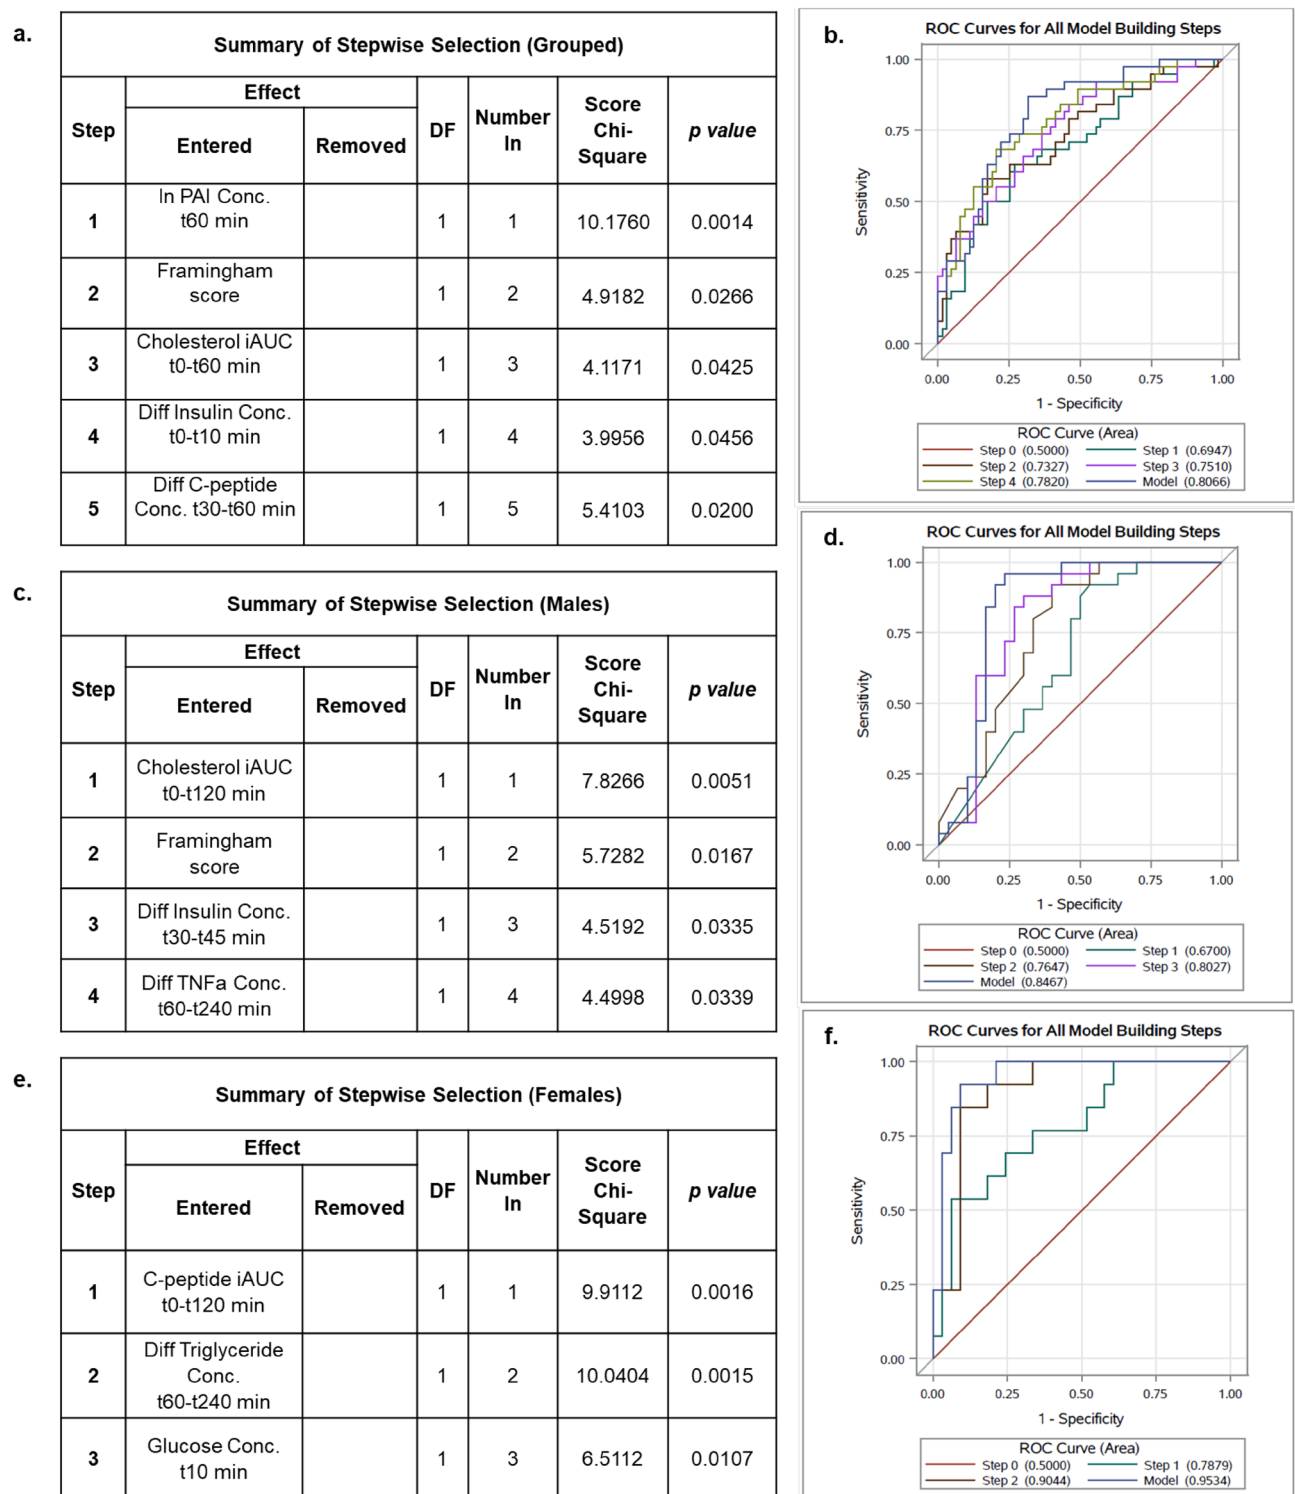 a.
Summary of Stepwise Selection (Grouped)
Step
Effect
Entered
Removed
DF
Number
In
Score
Chi-
Square
p value
1
ln PAI Conc.
t60 min
1
1
10.1760
0.0014
2
Framingham
score
1
2
4.9182
0.0266
3
Cholesterol iAUC
t0-t60 min
1
3
4.1171
0.0425
4
Diff Insulin Conc.
t0-t10 min
1
4
3.9956
0.0456
5
Diff C-peptide
Conc. t30-t60 min
1
5
5.4103
0.0200
b.
ROC Curves for All Model Building Steps
1.00
0.75
0.50
0.25
0.00
Sensitivity
0.00 0.25 0.50 0.75 1.00
1 - Specificity
ROC Curve (Area)
Step 0 (0.5000) Step 1 (0.6947)
Step 2 (0.7327) Step 3 (0.7510)
Step 4 (0.7820) Model (0.8066)
c.
Summary of Stepwise Selection (Males)
Step
Effect
Entered
Removed
DF
Number
In
Score
Chi-
Square
p value
1
Cholesterol iAUC
t0-t120 min
1
1
7.8266
0.0051
2
Framingham
score
1
2
5.7282
0.0167
3
Diff Insulin Conc.
t30-t45 min
1
3
4.5192
0.0335
4
Diff TNFa Conc.
t60-t240 min
1
4
4.4998
0.0339
d.
ROC Curves for All Model Building Steps
1.00
0.75
0.50
0.25
0.00
Sensitivity
0.00 0.25 0.50 0.75 1.00
1 - Specificity
ROC Curve (Area)
Step 0 (0.5000) Step 1 (0.6700)
Step 2 (0.7647) Step 3 (0.8027)
Model (0.8467)
e.
Summary of Stepwise Selection (Females)
Step
Effect
Entered
Removed
DF
Number
In
Score
Chi-
Square
p value
1
C-peptide iAUC
t0-t120 min
1
1
9.9112
0.0016
2
Diff Triglyceride
Conc.
t60-t240 min
1
2
10.0404
0.0015
3
Glucose Conc.
t10 min
1
3
6.5112
0.0107
f.
ROC Curves for All Model Building Steps
1.00
0.75
0.50
0.25
0.00
Sensitivity
0.00 0.25 0.50 0.75 1.00
1 - Specificity
ROC Curve (Area)
Step 0 (0.5000) Step 1 (0.7879)
Step 2 (0.9044) Model (0.9534)